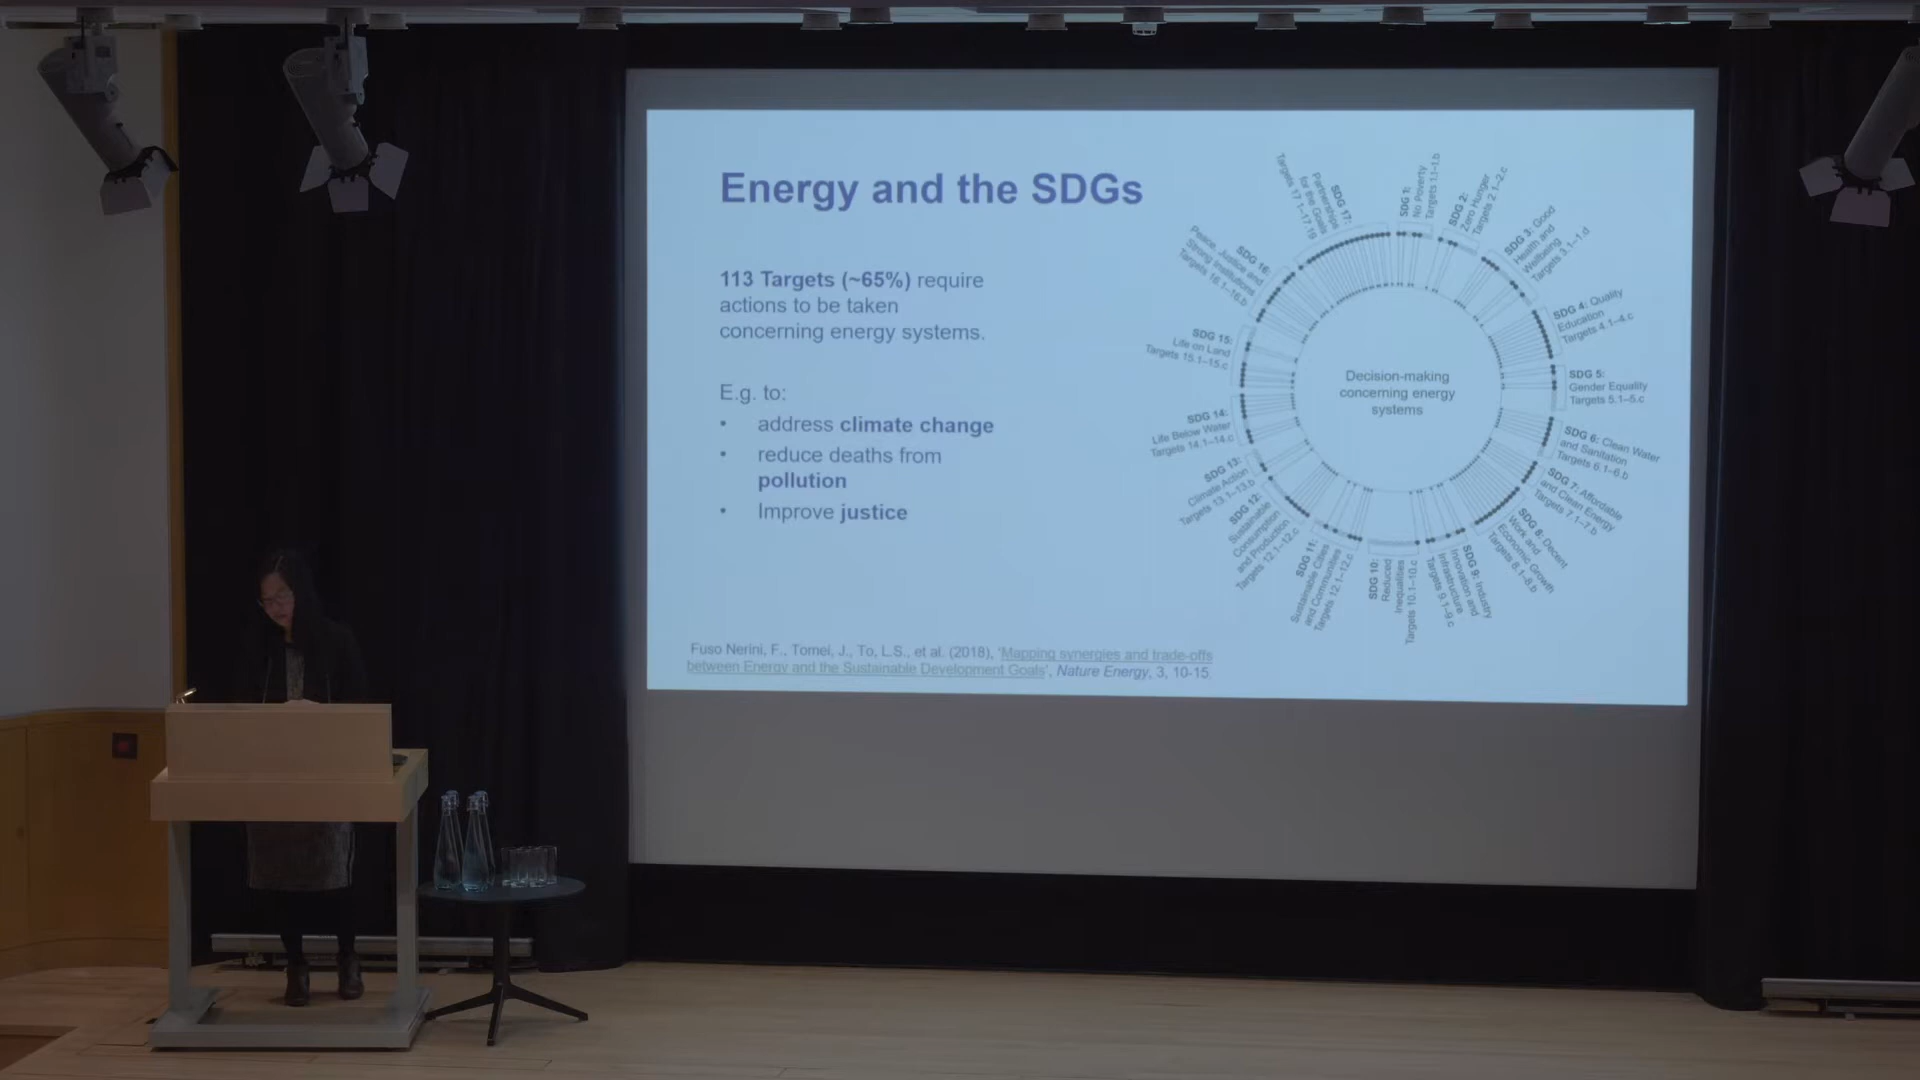 Energy and the SDGs
113 Targets (~65%) require
actions to be taken
concerning energy systems.
E.g. to:
• address climate change
• reduce deaths from
pollution
• Improve justice
Fuso Nerini, F., Tomei, J., To, L.S., et al. (2018), ‘Mapping synergies and trade-offs
between Energy and the Sustainable Development Goals’, Nature Energy, 3, 10-15.
Decision-making
concerning energy
systems
SDG 1:
No Poverty
Targets 1.1–1.b
SDG 2:
Zero Hunger
Targets 2.1–2.c
SDG 3: Good
Health and
Wellbeing
Targets 3.1–1.d
SDG 4: Quality
Education
Targets 4.1–4.c
SDG 5:
Gender Equality
Targets 5.1–5.c
SDG 6: Clean Water
and Sanitation
Targets 6.1–6.b
SDG 7: Affordable
and Clean Energy
Targets 7.1–7.b
SDG 8: Decent
Work and
Economic Growth
Targets 8.1–8.b
SDG 9: Industry
Innovation and
Infrastructure
Targets 9.1–9.c
SDG 10:
Reduced
Inequalities
Targets 10.1–10.c
SDG 11:
Sustainable Cities
and Communities
Targets 12.1–12.c
SDG 12:
Sustainable
Consumption
and Production
Targets 12.1–12.c
SDG 13:
Climate Action
Targets 13.1–13.b
SDG 14:
Life Below Water
Targets 14.1–14.c
SDG 15:
Life on Land
Targets 15.1–15.c
SDG 16:
Peace, Justice and
Strong Institutions
Targets 16.1–16.b
SDG 17:
Partnerships
for the Goals
Targets 17.1–17.19